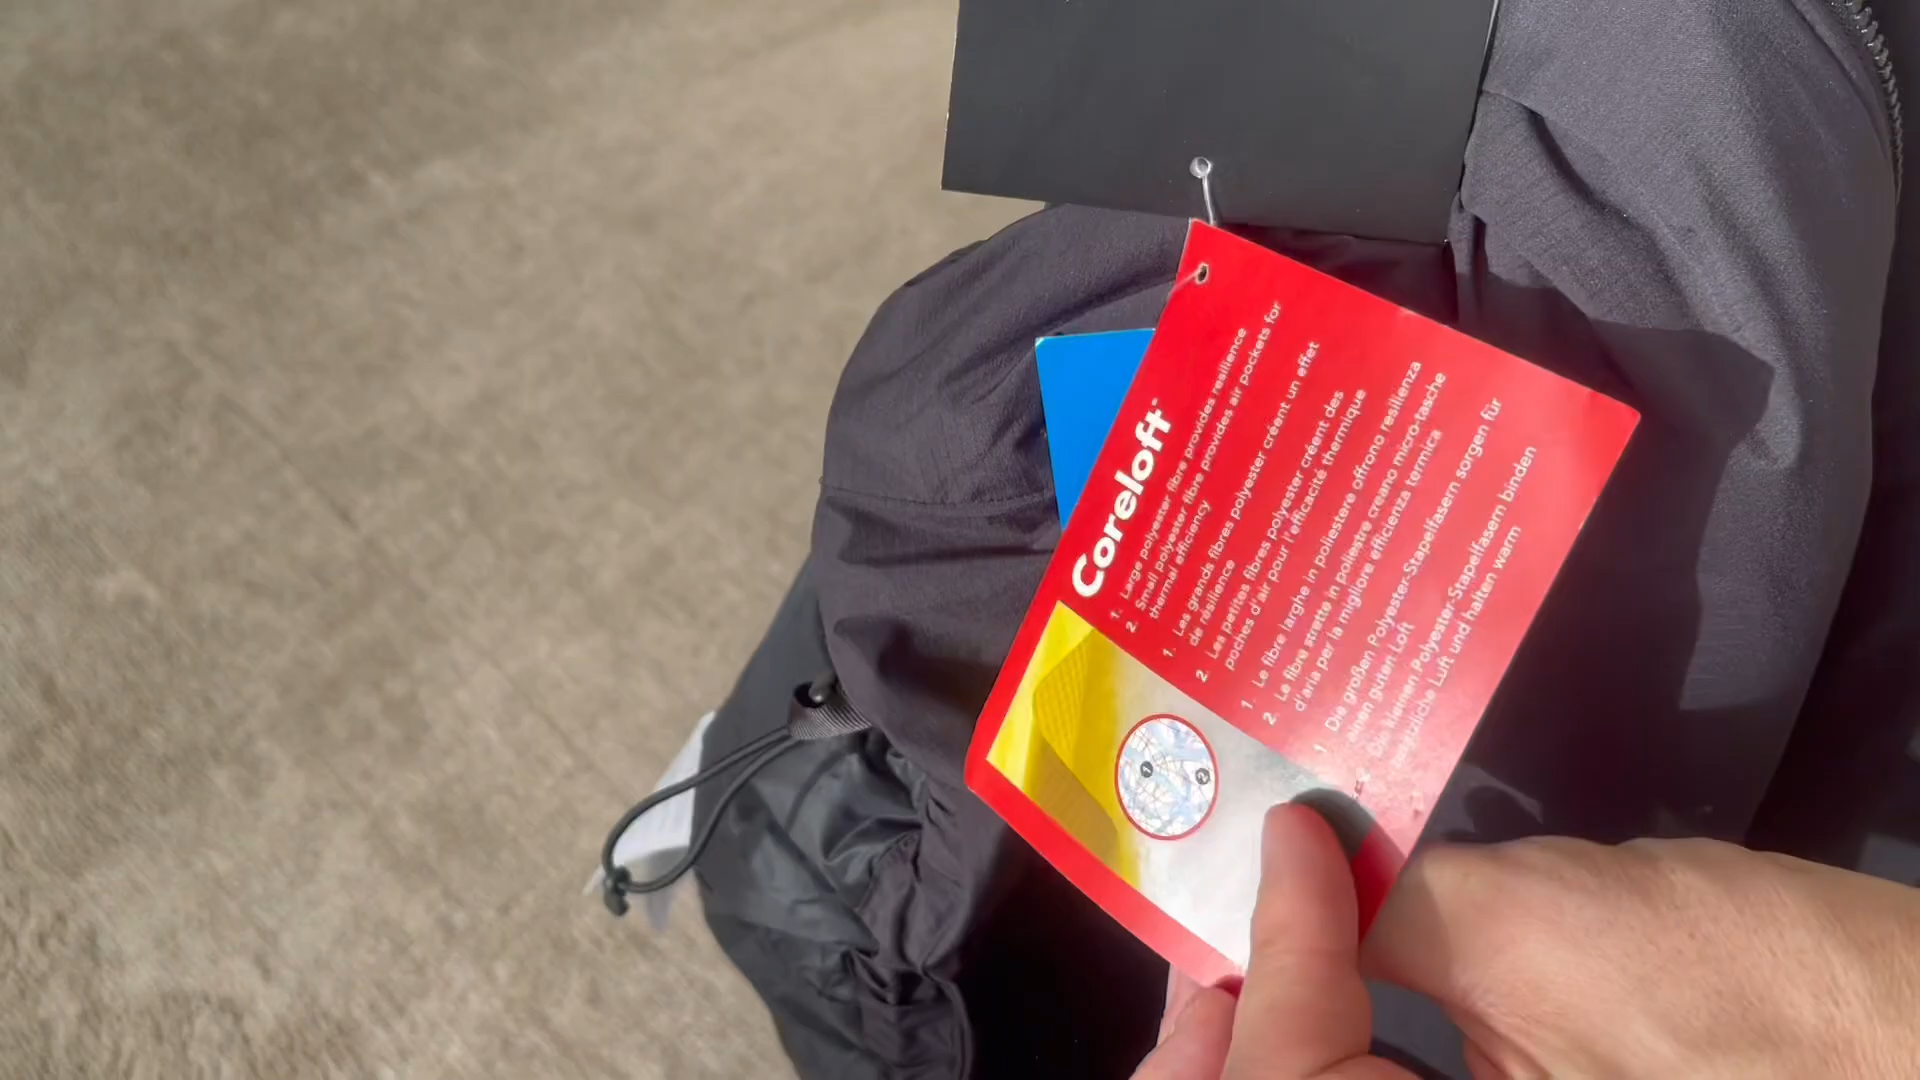 Coreloft™
1. Large polyester fibre provides resilience
2. Small polyester fibre provides air pockets for
thermal efficiency
1. Les grands fibres polyester créent un effet
de résilience
2. Les petites fibres polyester créent des
poches d'air pour l'efficacité thermique
1. Le fibre larghe in poliestere offrono resilienza
2. Le fibre strette in poliestre creano micro-tasche
d'aria per la migliore efficienza termica
1 Die großen Polyester-Stapelfasern sorgen für
einen guten Loft
Die kleinen Polyester-Stapelfasern binden
Luft und halten warm
1
2